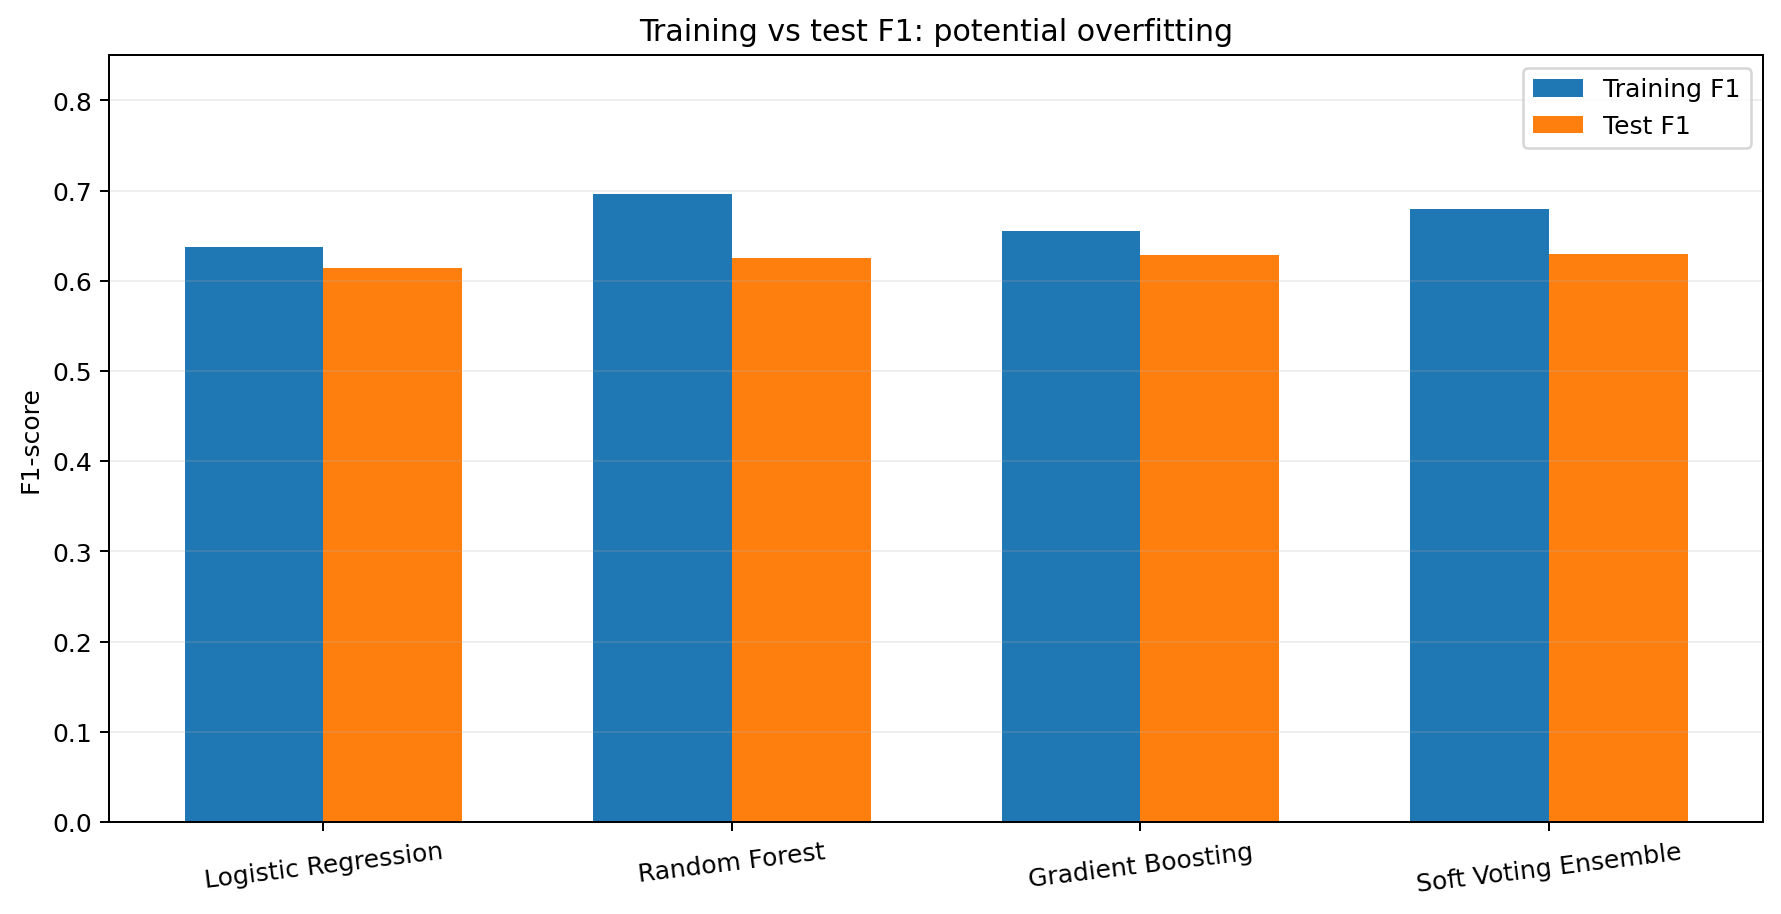 Training vs test F1: potential overfitting
Training F1
Test F1
F1-score
0.8
0.7
0.6
0.5
0.4
0.3
0.2
0.1
0.0
Logistic Regression
Random Forest
Gradient Boosting
Soft Voting Ensemble